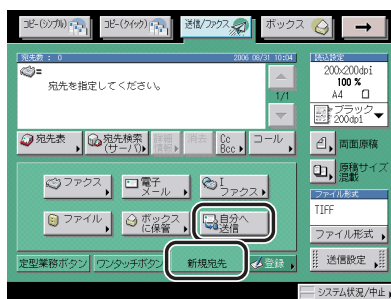 コピー(シンプル)
コピー(クイック)
送信/ファクス
ボックス
宛先数 : 0
2006 08/31 10:04
宛先を指定してください。
1/1
宛先表
宛先検索
(サーバ)
詳細
情報
消去
Cc
Bcc
コール
ファクス
電子
メール
I
ファクス
ファイル
ボックス
に保管
自分へ
送信
定型業務ボタン
ワンタッチボタン
新規宛先
登録
読込設定
200×200dpi
100 %
A4
ブラック
200dpi
両面原稿
原稿サイズ
混載
ファイル形式
TIFF
ファイル形式
送信設定
システム状況/中止